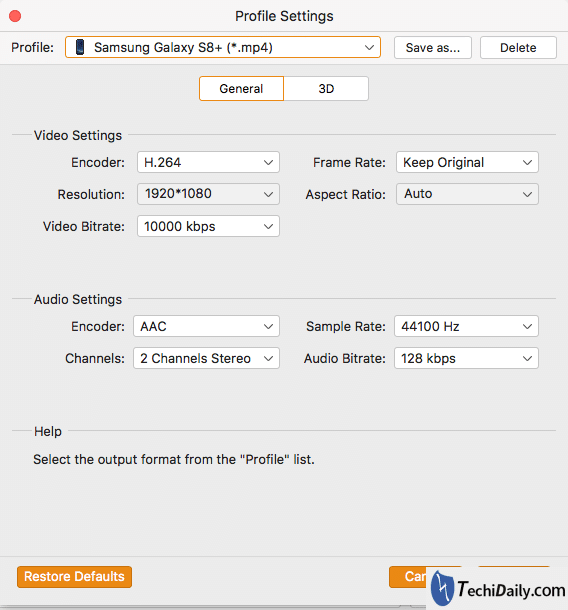 Profile Settings
Profile: Samsung Galaxy S8+ (*.mp4) Save as... Delete
General 3D
Video Settings
Encoder: H.264 Frame Rate: Keep Original
Resolution: 1920*1080 Aspect Ratio: Auto
Video Bitrate: 10000 kbps
Audio Settings
Encoder: AAC Sample Rate: 44100 Hz
Channels: 2 Channels Stereo Audio Bitrate: 128 kbps
Help
Select the output format from the "Profile" list.
Restore Defaults
TechiDaily.com